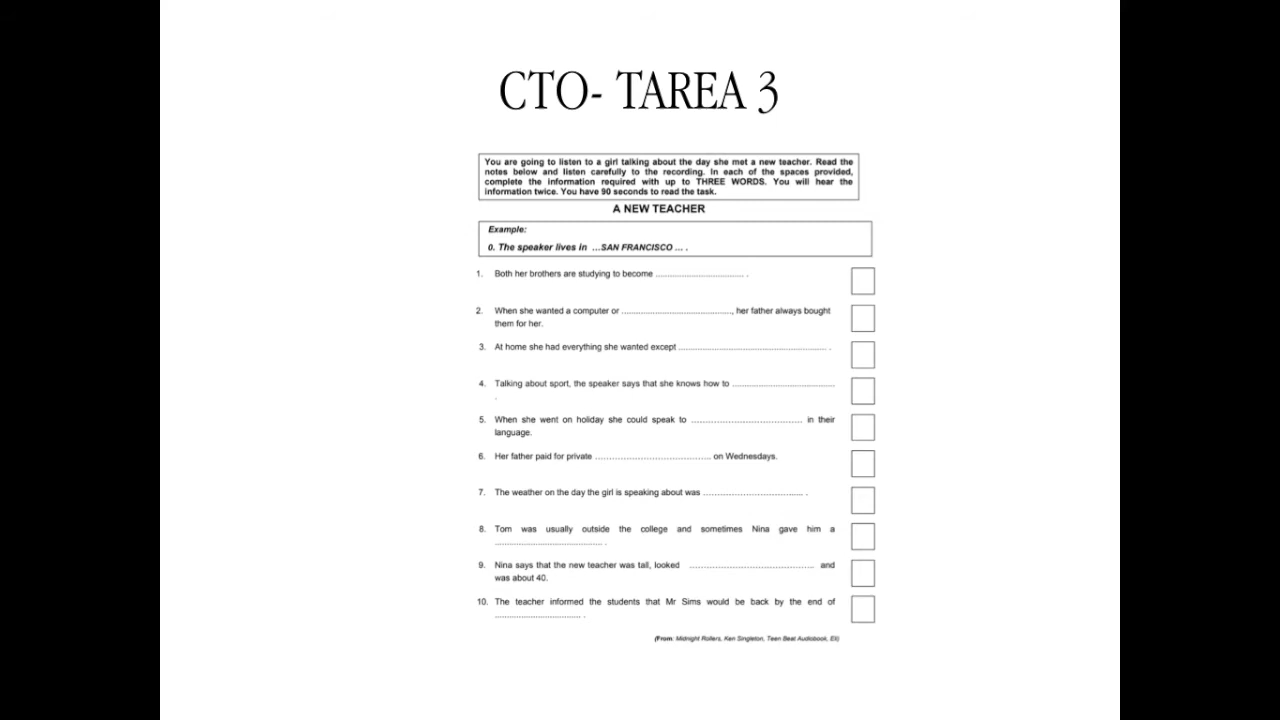 CTO- TAREA 3
You are going to listen to a girl talking about the day she met a new teacher. Read the
notes below and listen carefully to the recording. In each of the spaces provided,
complete the information required with up to THREE WORDS. You will hear the
information twice. You have 90 seconds to read the task.
A NEW TEACHER
Example:
0. The speaker lives in ...SAN FRANCISCO ... .
1. Both her brothers are studying to become ................................... .
2. When she wanted a computer or ..........................................., her father always bought
them for her.
3. At home she had everything she wanted except .......................................................... .
4. Talking about sport, the speaker says that she knows how to ........................................
.
5. When she went on holiday she could speak to ........................................... in their
language.
6. Her father paid for private ............................................. on Wednesdays.
7. The weather on the day the girl is speaking about was ....................................... .
8. Tom was usually outside the college and sometimes Nina gave him a
.......................................... .
9. Nina says that the new teacher was tall, looked ................................................ and
was about 40.
10. The teacher informed the students that Mr Sims would be back by the end of
.................................. .
(From: Midnight Rollers, Ken Singleton, Teen Beat Audiobook, Eli)